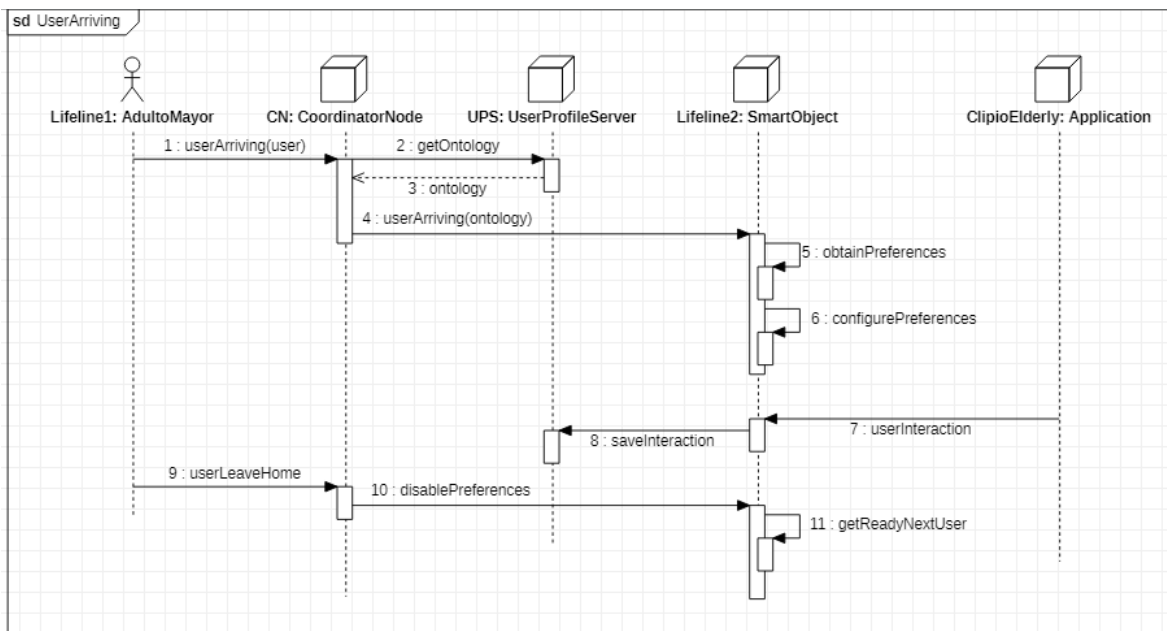 sd UserArriving
Lifeline1: AdultoMayor
CN: CoordinatorNode
UPS: UserProfileServer
Lifeline2: SmartObject
ClipioElderly: Application
1 : userArriving(user)
2 : getOntology
3 : ontology
4 : userArriving(ontology)
5 : obtainPreferences
6 : configurePreferences
7 : userInteraction
8 : saveInteraction
9 : userLeaveHome
10 : disablePreferences
11 : getReadyNextUser